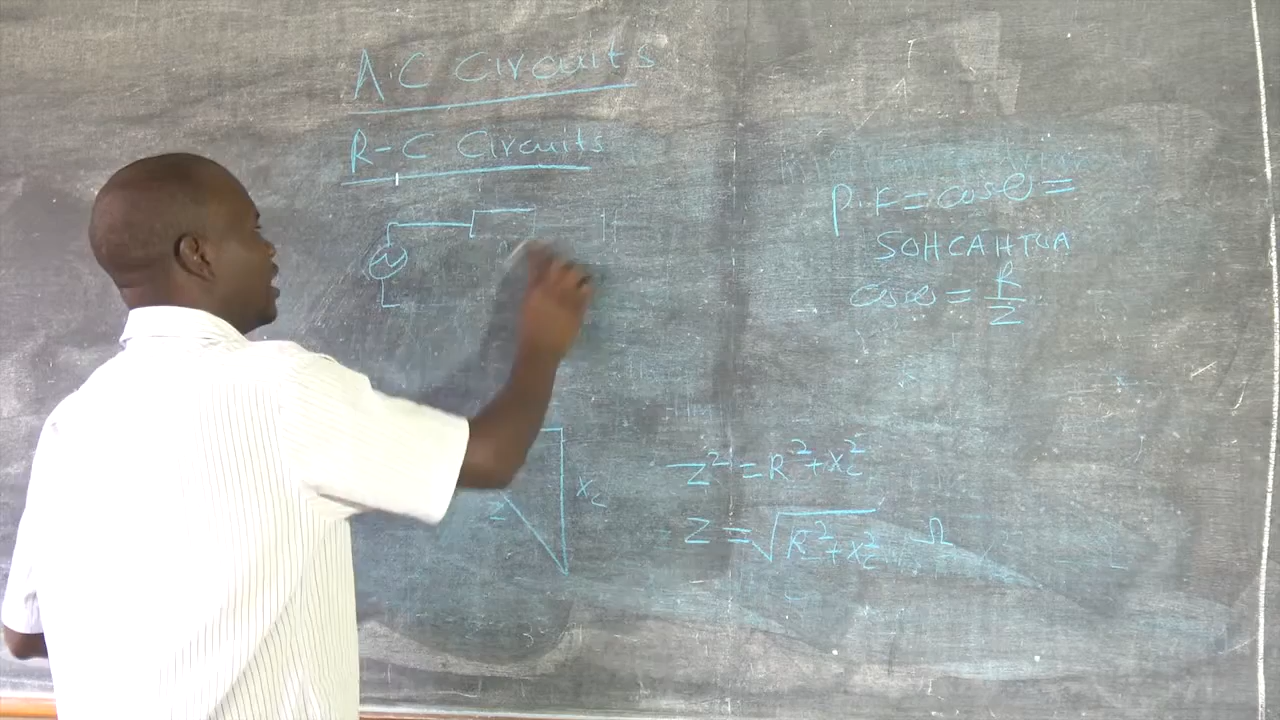 A.C Circuits
R-C Circuits
P.F = cosθ =
SOHCAHTOA
cosθ = R/Z
Z
Xc
Z² = R² + Xc²
Z = √R² + Xc² Ω